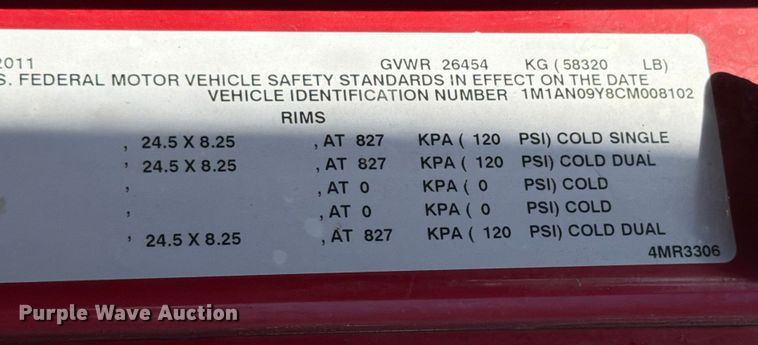 2011 GVWR 26454 KG ( 58320 LB)
S. FEDERAL MOTOR VEHICLE SAFETY STANDARDS IN EFFECT ON THE DATE
VEHICLE IDENTIFICATION NUMBER 1M1AN09Y8CM008102
RIMS
, 24.5 X 8.25 , AT 827 KPA ( 120 PSI) COLD SINGLE
, 24.5 X 8.25 , AT 827 KPA ( 120 PSI) COLD DUAL
, , AT 0 KPA ( 0 PSI) COLD
, , AT 0 KPA ( 0 PSI) COLD
, 24.5 X 8.25 , AT 827 KPA ( 120 PSI) COLD DUAL
4MR3306
Purple Wave Auction